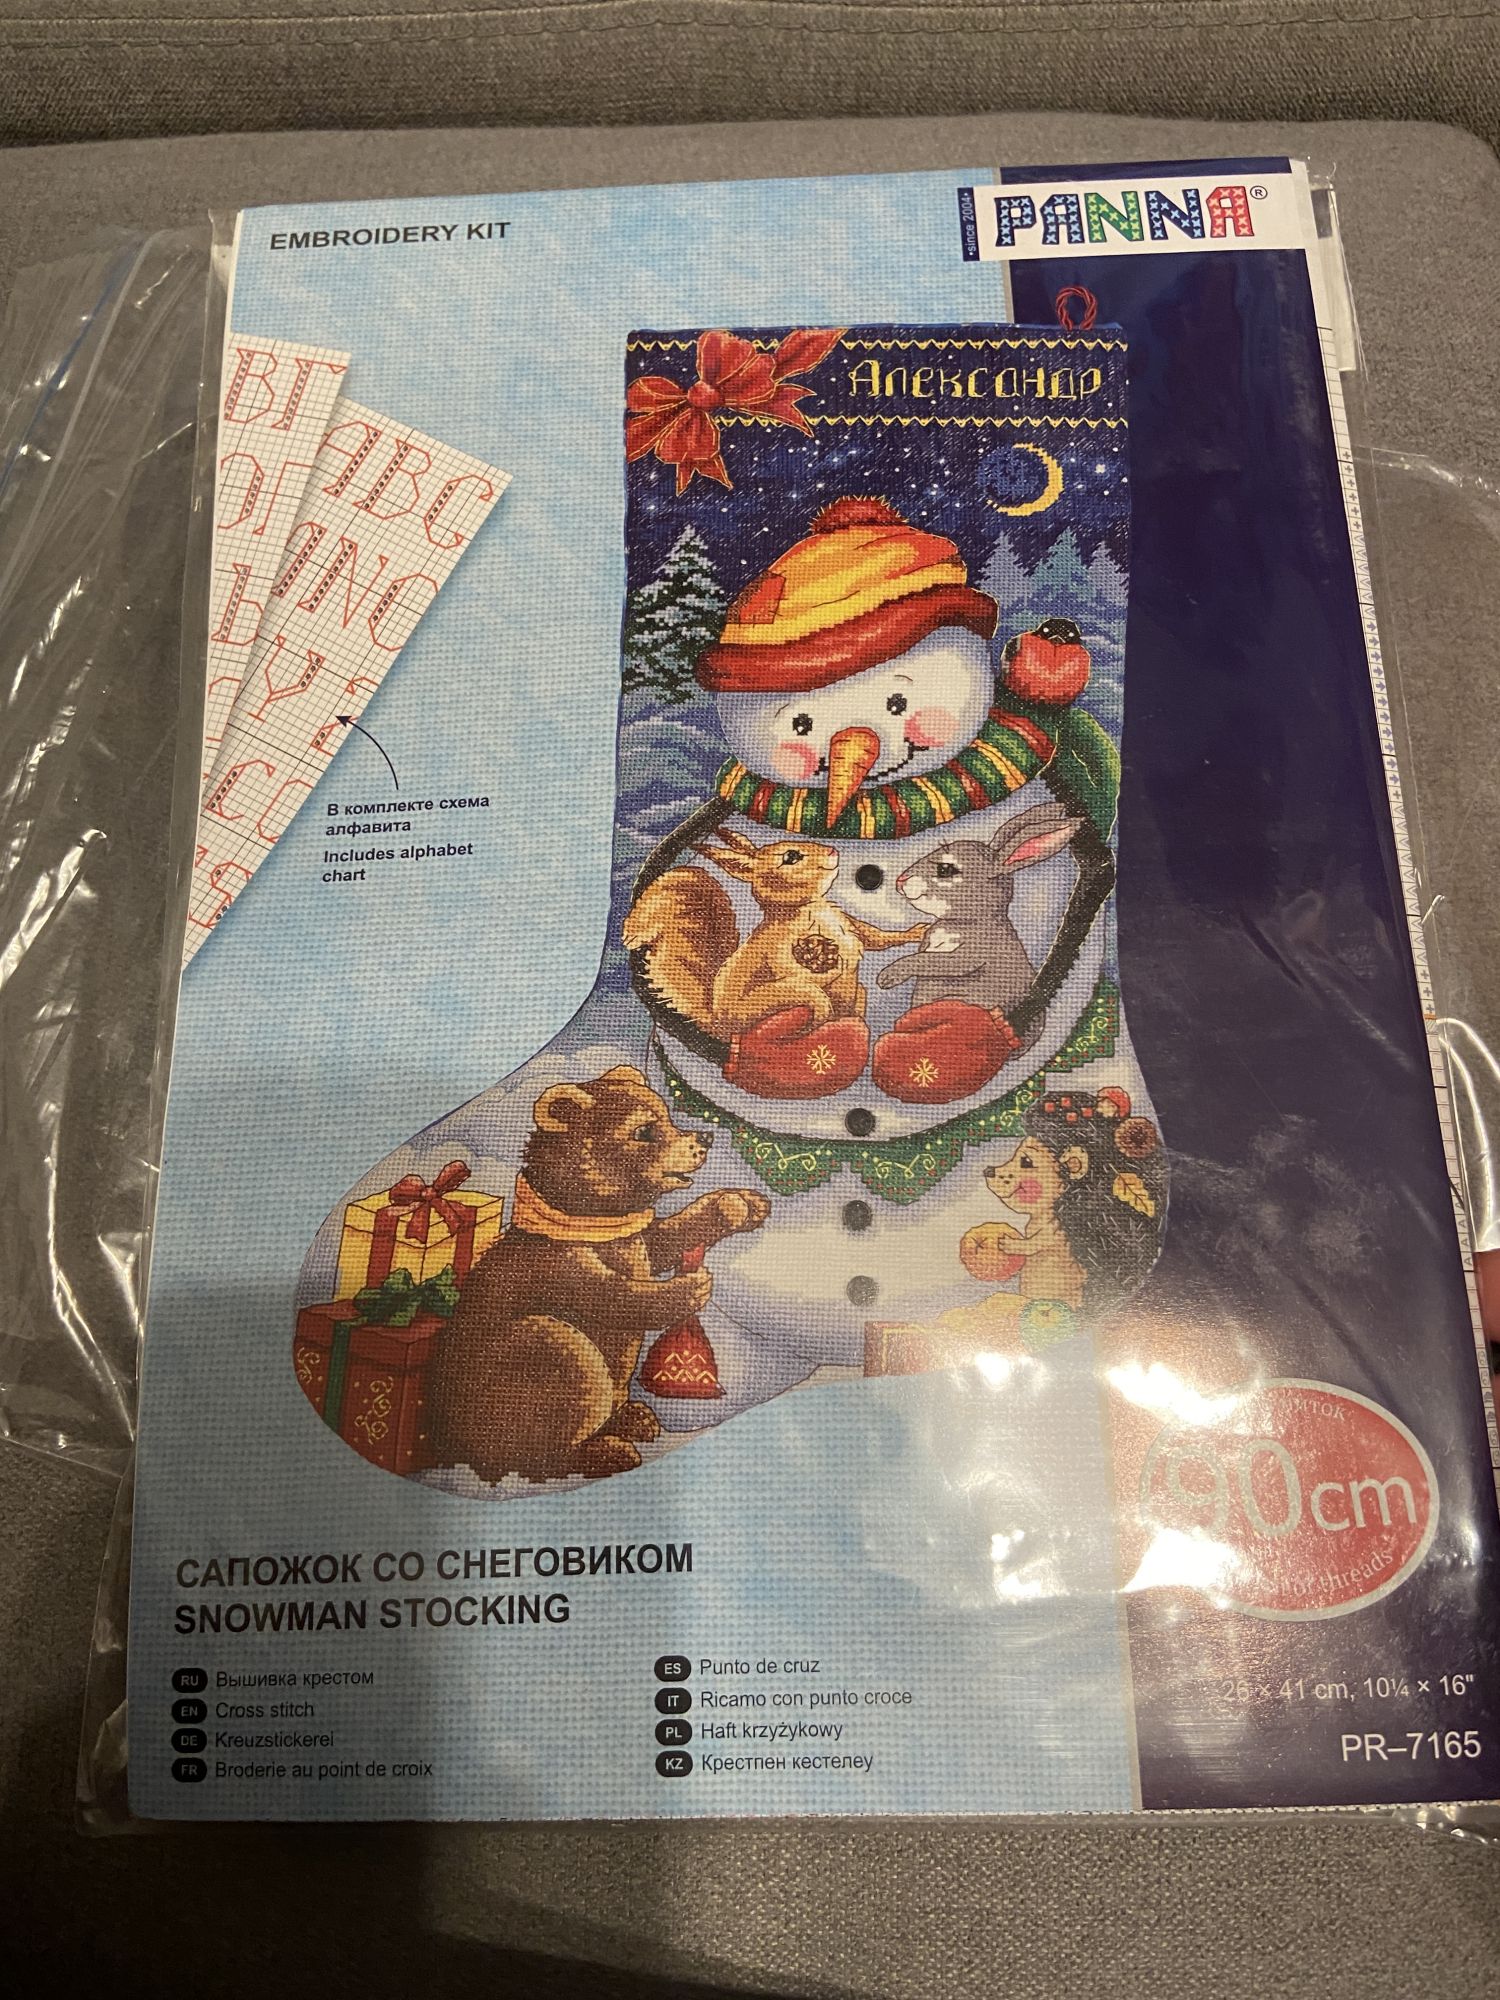 EMBROIDERY KIT
•since 2004•
PANNA®
Александр
В комплекте схема
алфавита
Includes alphabet
chart
90cm
of threads
САПОЖОК СО СНЕГОВИКОМ
SNOWMAN STOCKING
RU Вышивка крестом
EN Cross stitch
DE Kreuzstickerei
FR Broderie au point de croix
ES Punto de cruz
IT Ricamo con punto croce
PL Haft krzyżykowy
KZ Крестпен кестелеу
26 × 41 cm, 10¼ × 16"
PR–7165